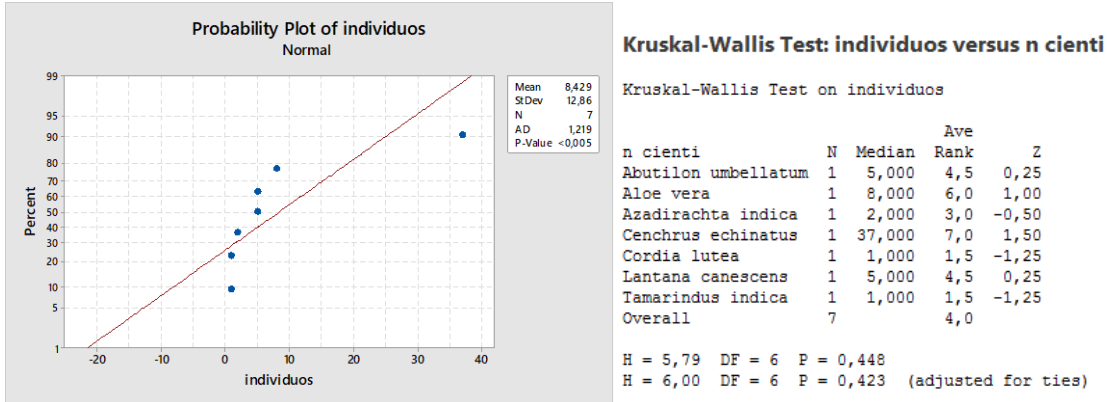 Probability Plot of individuos
Normal
99
95
90
80
70
60
50
40
30
20
10
5
1
Percent
-20 -10 0 10 20 30 40
individuos
Mean 8,429
StDev 12,86
N 7
AD 1,219
P-Value <0,005
Kruskal-Wallis Test: individuos versus n cienti
Kruskal-Wallis Test on individuos
Ave
n cienti N Median Rank Z
Abutilon umbellatum 1 5,000 4,5 0,25
Aloe vera 1 8,000 6,0 1,00
Azadirachta indica 1 2,000 3,0 -0,50
Cenchrus echinatus 1 37,000 7,0 1,50
Cordia lutea 1 1,000 1,5 -1,25
Lantana canescens 1 5,000 4,5 0,25
Tamarindus indica 1 1,000 1,5 -1,25
Overall 7 4,0
H = 5,79 DF = 6 P = 0,448
H = 6,00 DF = 6 P = 0,423 (adjusted for ties)